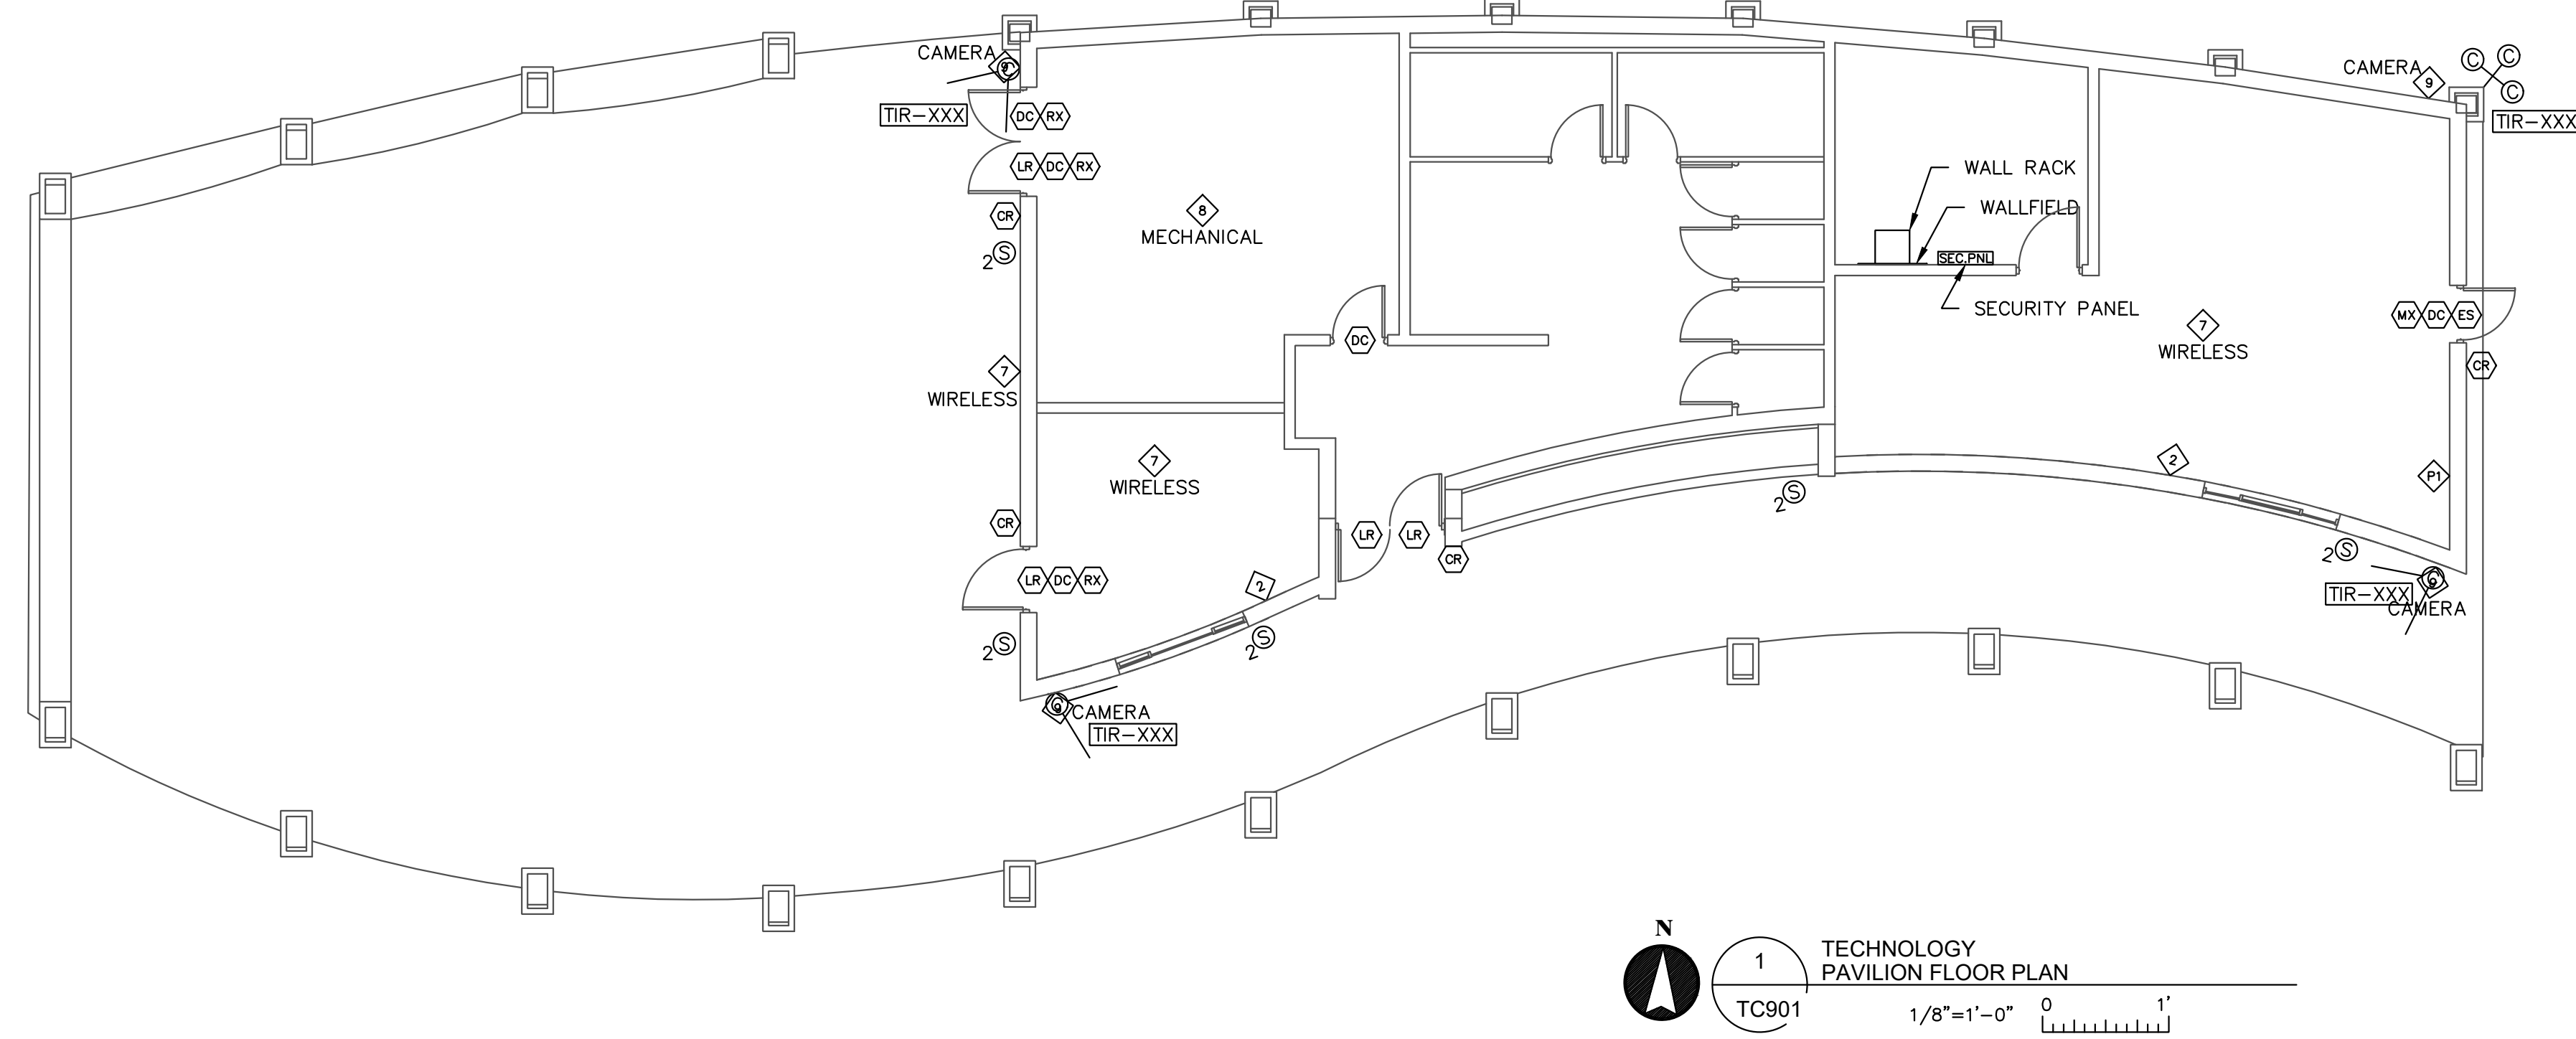 CAMERA
9
C
TIR-XXX
DC RX
LR DC RX
CR
2 S
8
MECHANICAL
CAMERA
9
C
C
C
TIR-XXX
WALL RACK
WALLFIELD
SEC.PNL
SECURITY PANEL
DC
7
WIRELESS
7
WIRELESS
MX DC ES
CR
7
WIRELESS
2
P1
2 S
2 S
CR
LR
LR
CR
LR DC RX
2
2 S
2 S
TIR-XXX
9
CAMERA
9
CAMERA
TIR-XXX
N
1
TC901
TECHNOLOGY
PAVILION FLOOR PLAN
1/8"=1'-0"
0 1'